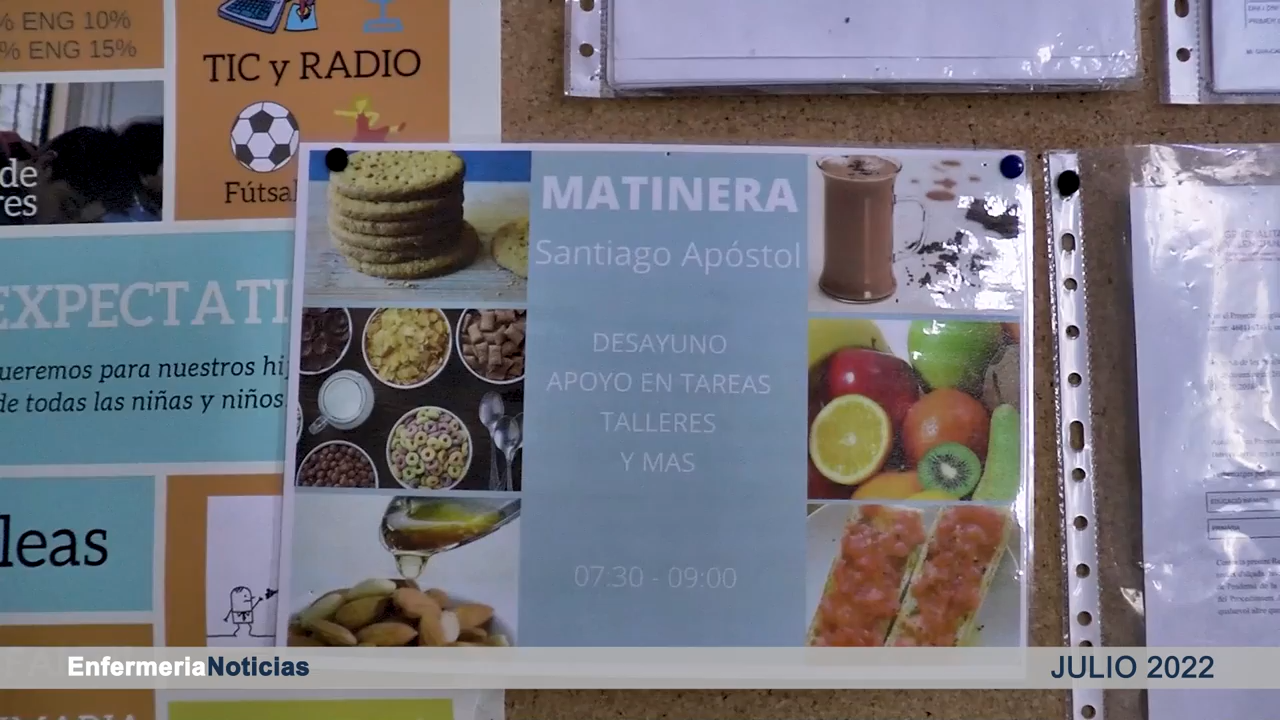 % ENG 10%
% ENG 15%
TIC y RADIO
Fútsal
de
res
EXPECTATI
ueremos para nuestros hij
de todas las niñas y niños.
leas
MATINERA
Santiago Apóstol
DESAYUNO
APOYO EN TAREAS
TALLERES
Y MAS
07:30 - 09:00
EnfermeriaNoticias
JULIO 2022